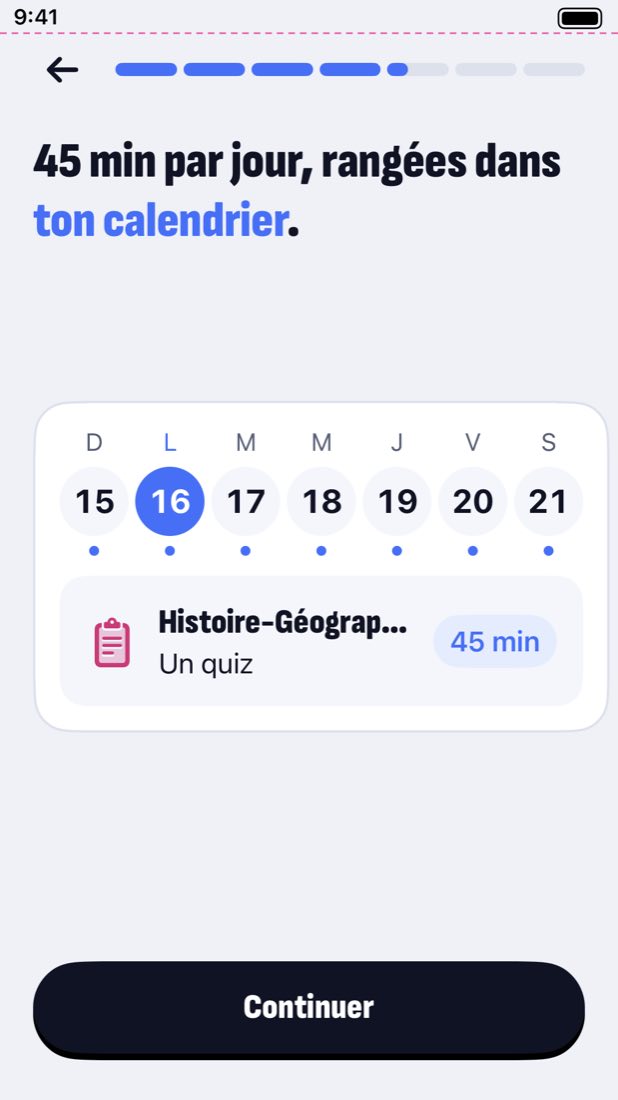 9:41
45 min par jour, rangées dans
ton calendrier.
D L M M J V S
15 16 17 18 19 20 21
Histoire-Géograp...
Un quiz
45 min
Continuer